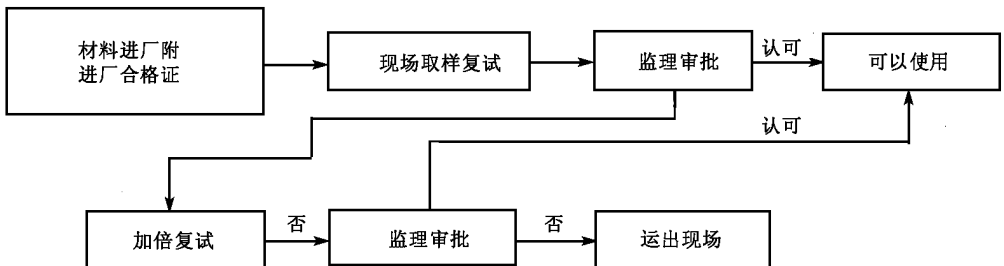 材料进厂附
进厂合格证
现场取样复试
监理审批
认可
可以使用
认可
加倍复试
否
监理审批
否
运出现场